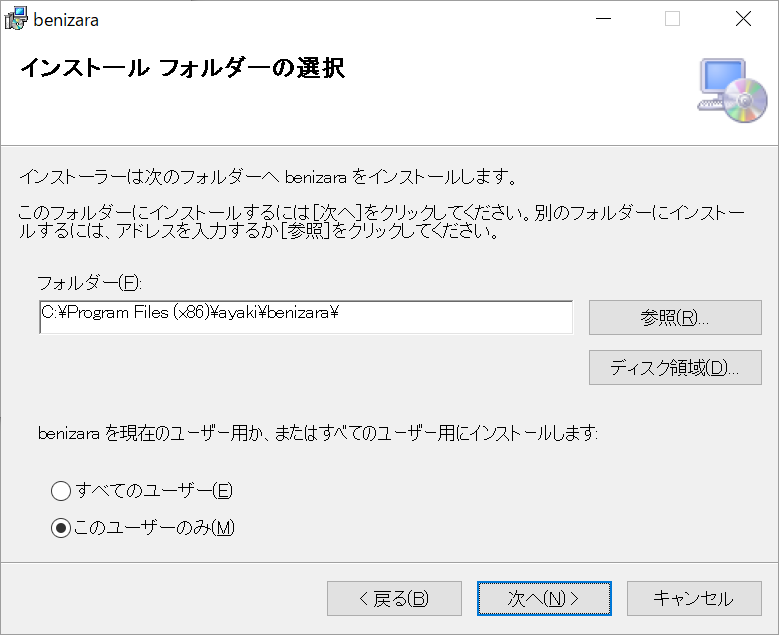 benizara
インストール フォルダーの選択
インストーラーは次のフォルダーへ benizara をインストールします。
このフォルダーにインストールするには[次へ]をクリックしてください。別のフォルダーにインストー
ルするには、アドレスを入力するか[参照]をクリックしてください。
フォルダー(F):
C:¥Program Files (x86)¥ayaki¥benizara¥
参照(R)...
ディスク領域(D)...
benizara を現在のユーザー用か、またはすべてのユーザー用にインストールします:
すべてのユーザー(E)
このユーザーのみ(M)
< 戻る(B)
次へ(N) >
キャンセル